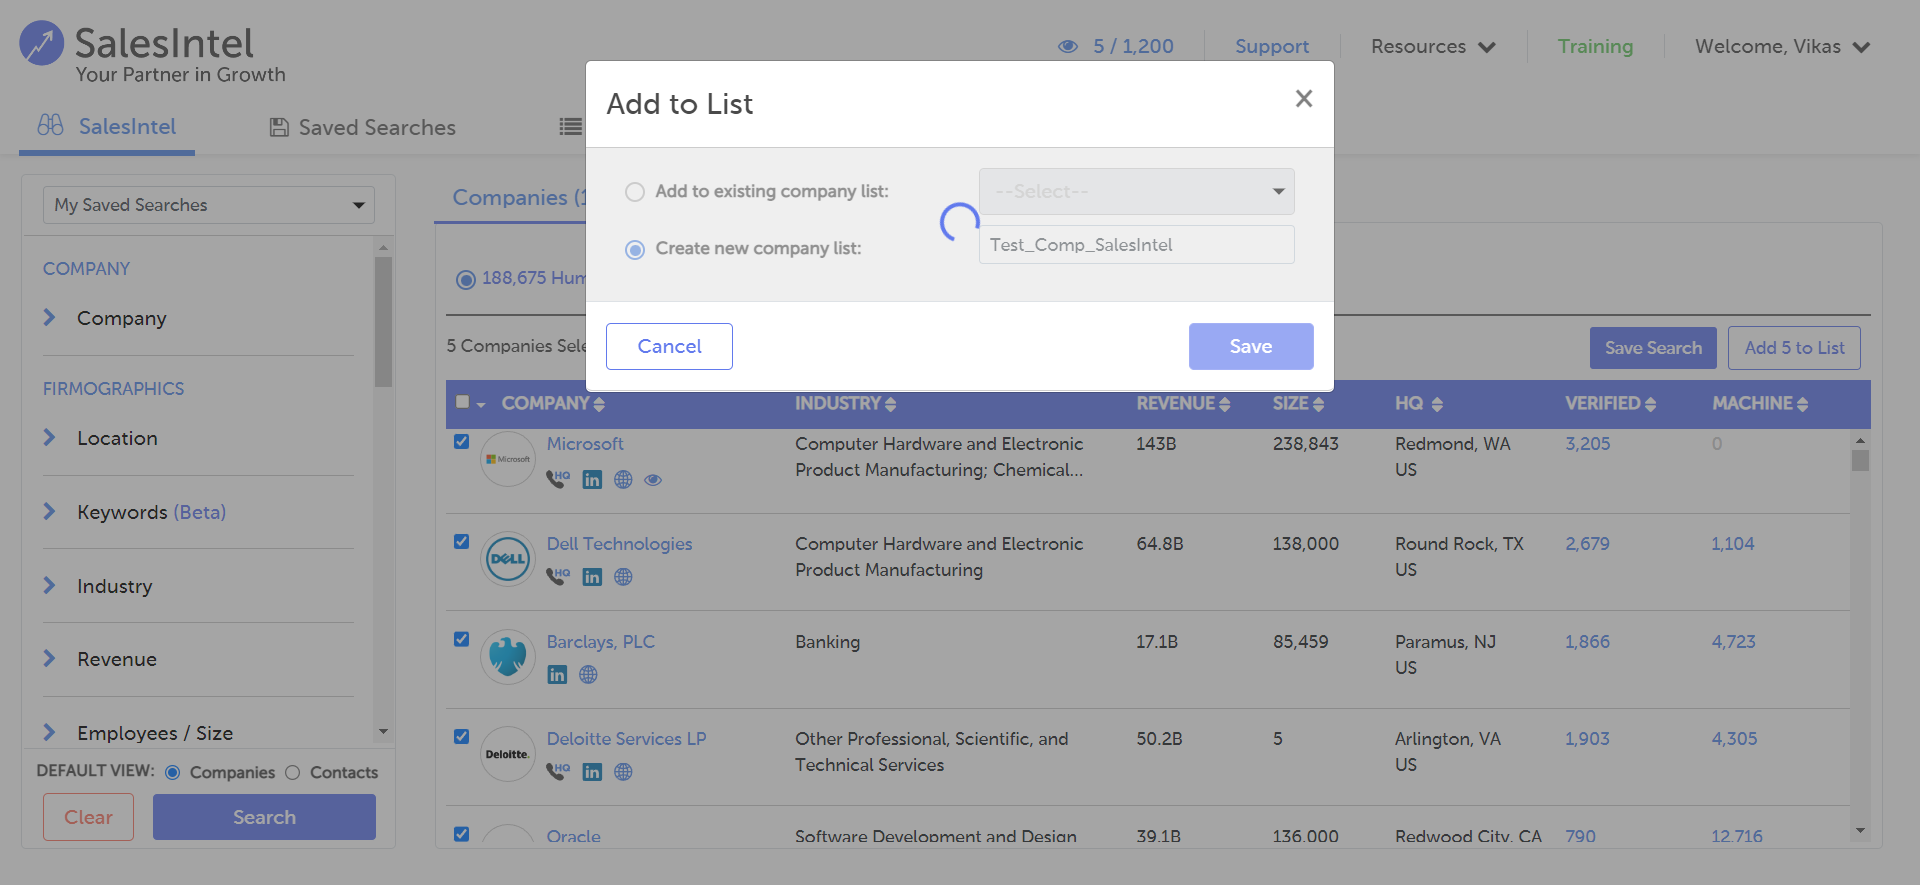 SalesIntel
Your Partner in Growth
5 / 1,200
Support
Resources
Training
Welcome, Vikas
SalesIntel
Saved Searches
Add to List
×
Add to existing company list:
--Select--
Create new company list:
Test_Comp_SalesIntel
Cancel
Save
My Saved Searches
COMPANY
Company
FIRMOGRAPHICS
Location
Keywords (Beta)
Industry
Revenue
Employees / Size
DEFAULT VIEW:
Companies
Contacts
Clear
Search
Companies (1
188,675 Hum
5 Companies Sele
Save Search
Add 5 to List
COMPANY INDUSTRY REVENUE SIZE HQ VERIFIED MACHINE
Microsoft
Microsoft
HQ
Computer Hardware and Electronic
Product Manufacturing; Chemical...
143B
238,843
Redmond, WA
US
3,205
0
DELL
Dell Technologies
HQ
Computer Hardware and Electronic
Product Manufacturing
64.8B
138,000
Round Rock, TX
US
2,679
1,104
Barclays, PLC
Banking
17.1B
85,459
Paramus, NJ
US
1,866
4,723
Deloitte.
Deloitte Services LP
HQ
Other Professional, Scientific, and
Technical Services
50.2B
5
Arlington, VA
US
1,903
4,305
Oracle
Software Development and Design
39.1B
136,000
Redwood City, CA
790
12,716